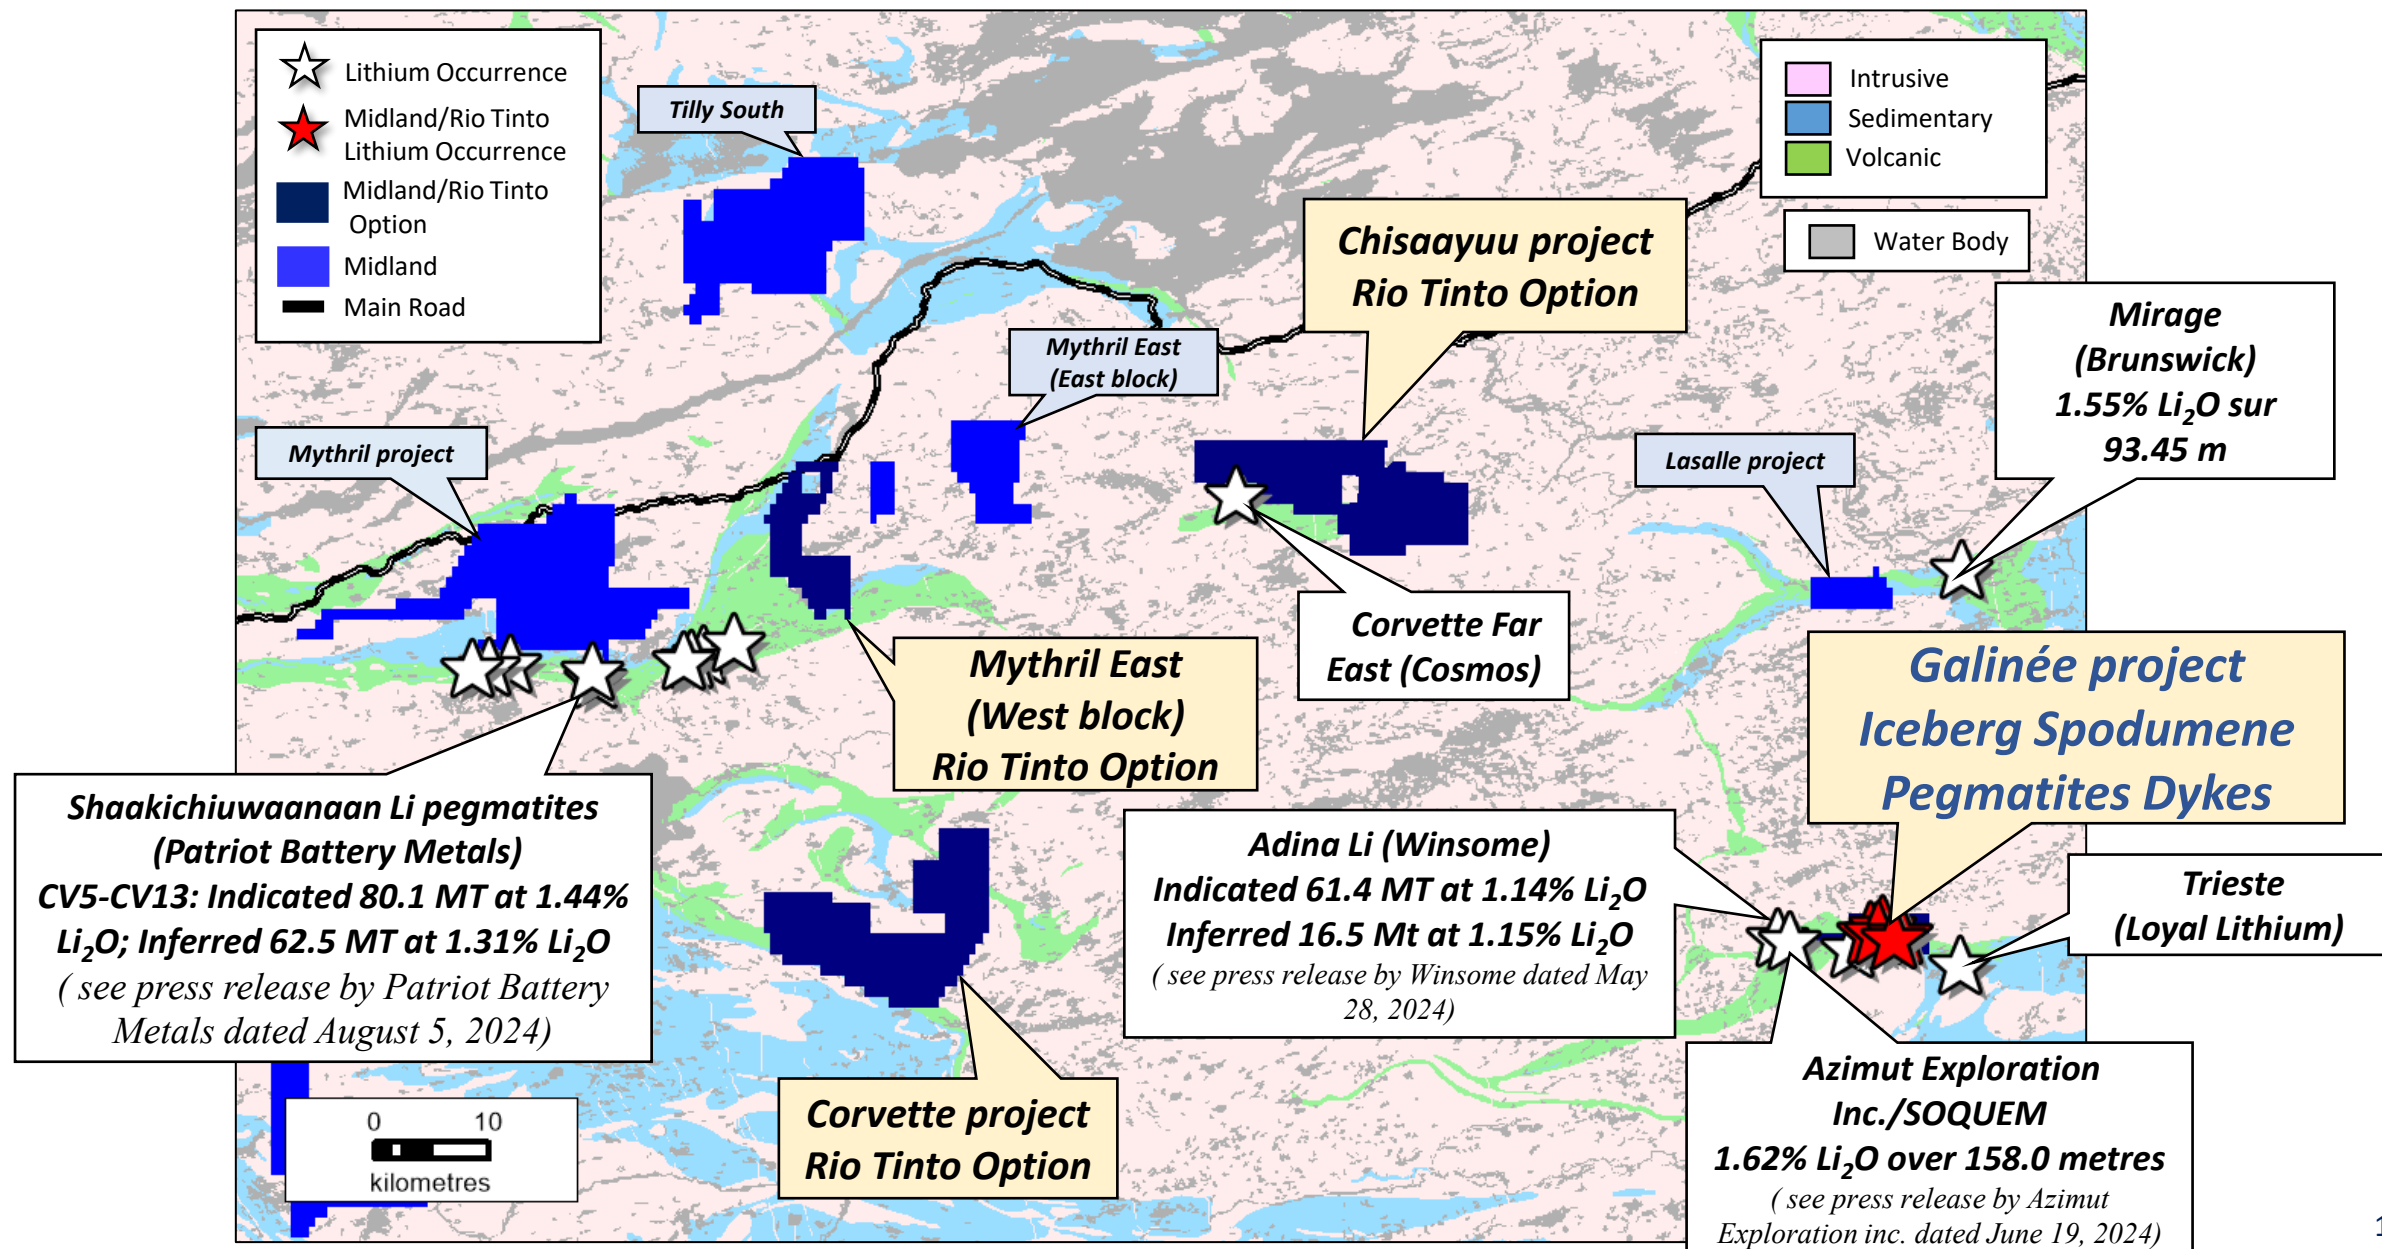 Lithium Occurrence
Midland/Rio Tinto
Lithium Occurrence
Midland/Rio Tinto
Option
Midland
Main Road
Tilly South
Intrusive
Sedimentary
Volcanic
Water Body
Chisaayuu project
Rio Tinto Option
Mirage
(Brunswick)
1.55% Li₂O sur
93.45 m
Mythril East
(East block)
Mythril project
Lasalle project
Corvette Far
East (Cosmos)
Mythril East
(West block)
Rio Tinto Option
Galinée project
Iceberg Spodumene
Pegmatites Dykes
Shaakichiuwaanaan Li pegmatites
(Patriot Battery Metals)
CV5-CV13: Indicated 80.1 MT at 1.44%
Li₂O; Inferred 62.5 MT at 1.31% Li₂O
( see press release by Patriot Battery
Metals dated August 5, 2024)
Adina Li (Winsome)
Indicated 61.4 MT at 1.14% Li₂O
Inferred 16.5 Mt at 1.15% Li₂O
( see press release by Winsome dated May
28, 2024)
Trieste
(Loyal Lithium)
Corvette project
Rio Tinto Option
Azimut Exploration
Inc./SOQUEM
1.62% Li₂O over 158.0 metres
( see press release by Azimut
Exploration inc. dated June 19, 2024)
0 10
kilometres